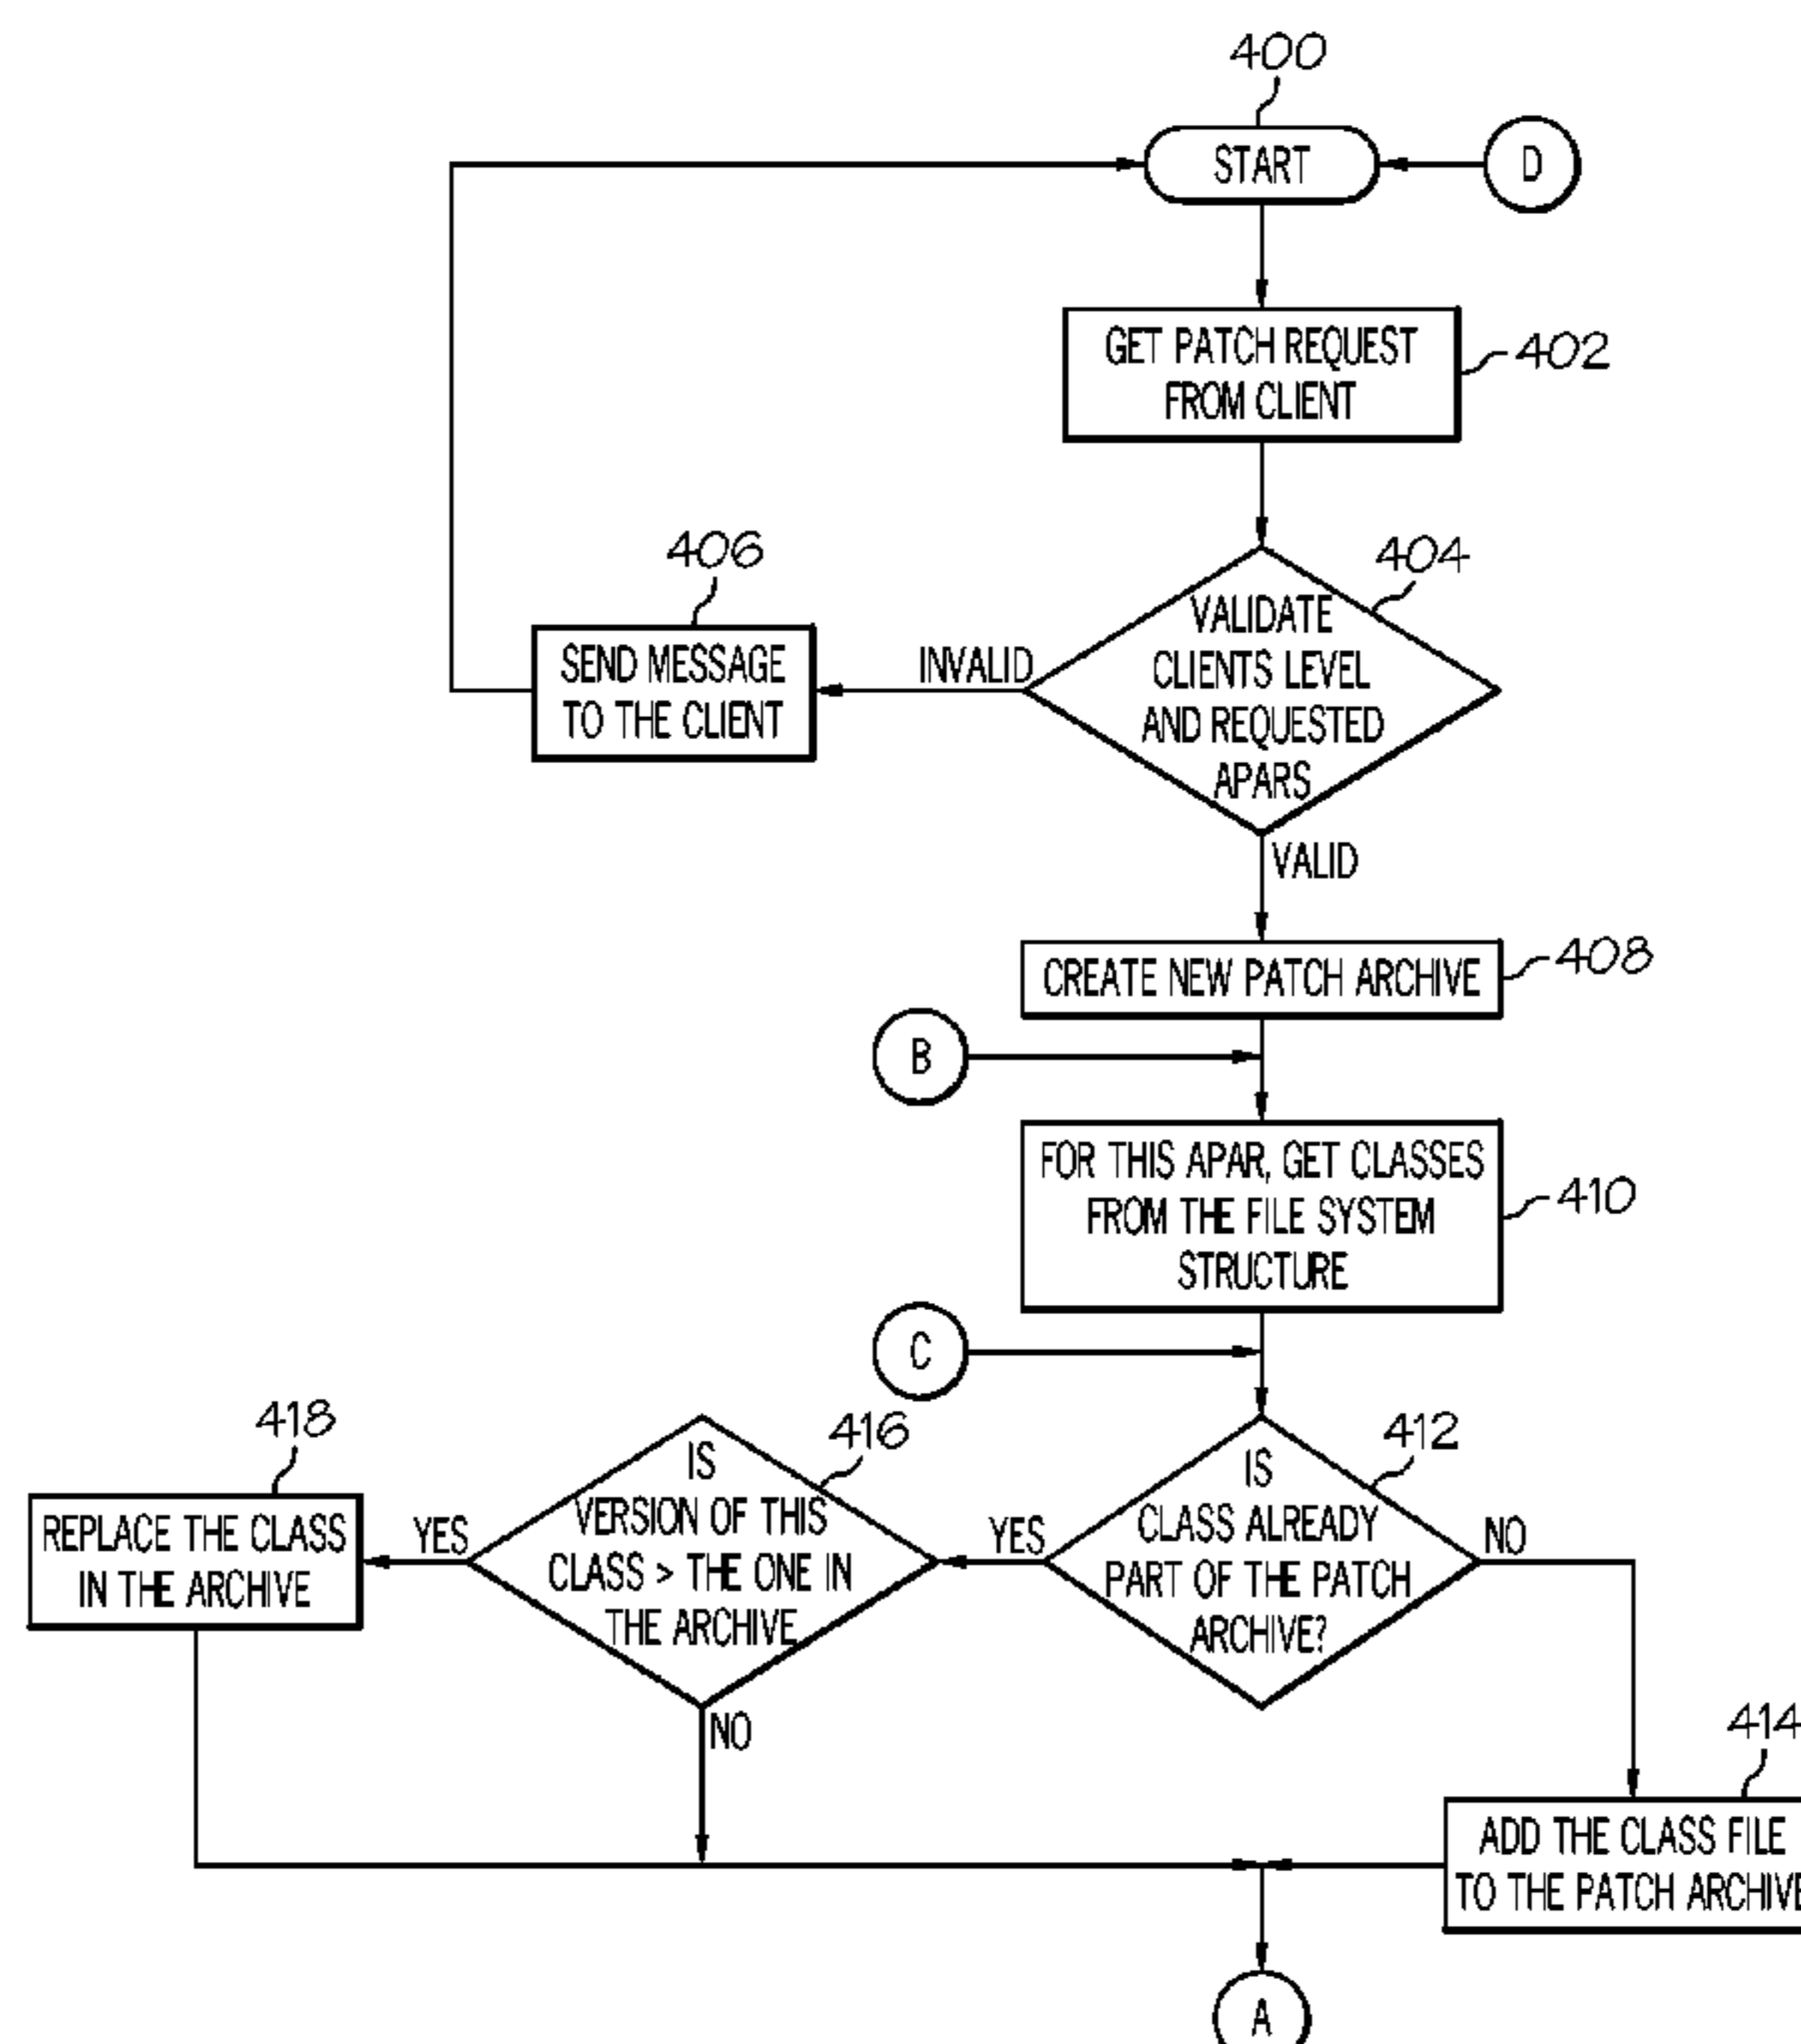 400
START
D
GET PATCH REQUEST
FROM CLIENT
402
406
404
SEND MESSAGE
TO THE CLIENT
INVALID
VALIDATE
CLIENTS LEVEL
AND REQUESTED
APARS
VALID
CREATE NEW PATCH ARCHIVE
408
B
FOR THIS APAR, GET CLASSES
FROM THE FILE SYSTEM
STRUCTURE
410
C
418
416
412
REPLACE THE CLASS
IN THE ARCHIVE
YES
IS
VERSION OF THIS
CLASS > THE ONE IN
THE ARCHIVE
NO
YES
IS
CLASS ALREADY
PART OF THE PATCH
ARCHIVE?
NO
414
ADD THE CLASS FILE
TO THE PATCH ARCHIVE
A